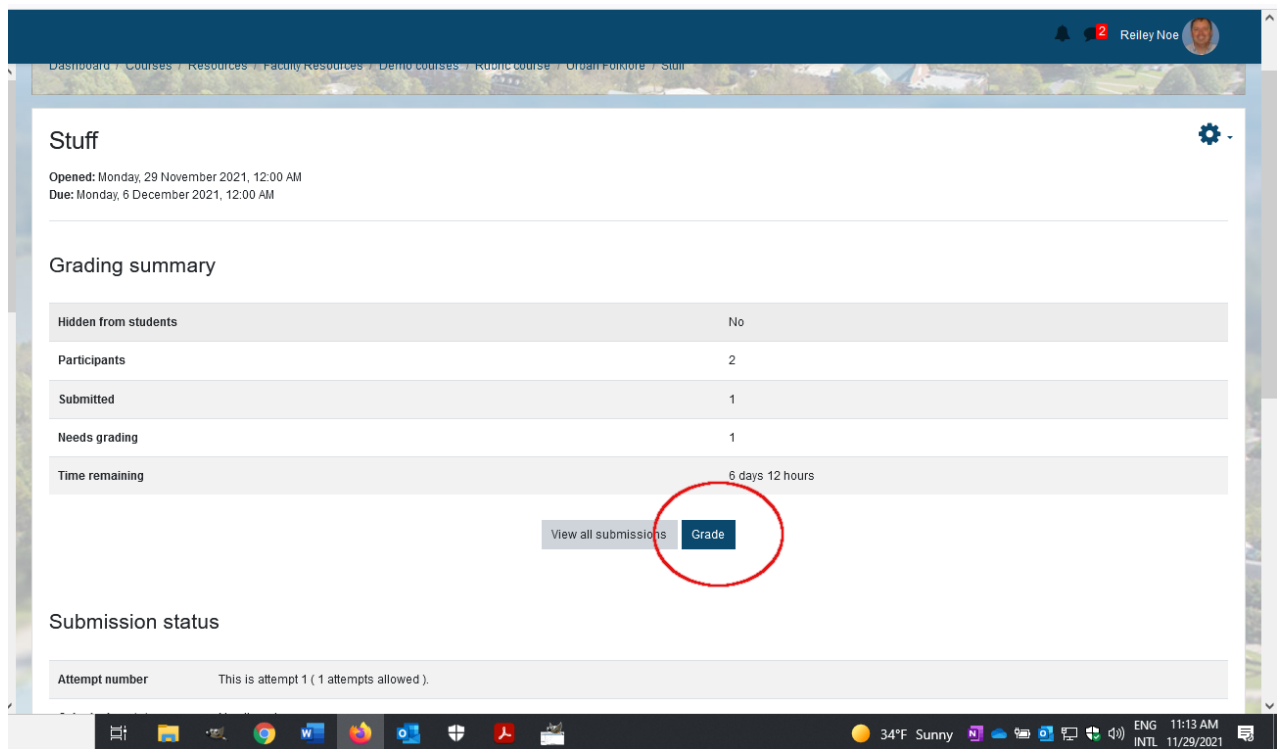 2 Reiley Noe
Dashboard / Courses / Resources / Faculty Resources / Demo courses / Rubric course / Urban Folklore / Stuff
Stuff
Opened: Monday, 29 November 2021, 12:00 AM
Due: Monday, 6 December 2021, 12:00 AM
Grading summary
Hidden from students No
Participants 2
Submitted 1
Needs grading 1
Time remaining 6 days 12 hours
View all submissions Grade
Submission status
Attempt number This is attempt 1 ( 1 attempts allowed ).
34°F Sunny ENG 11:13 AM
INTL 11/29/2021